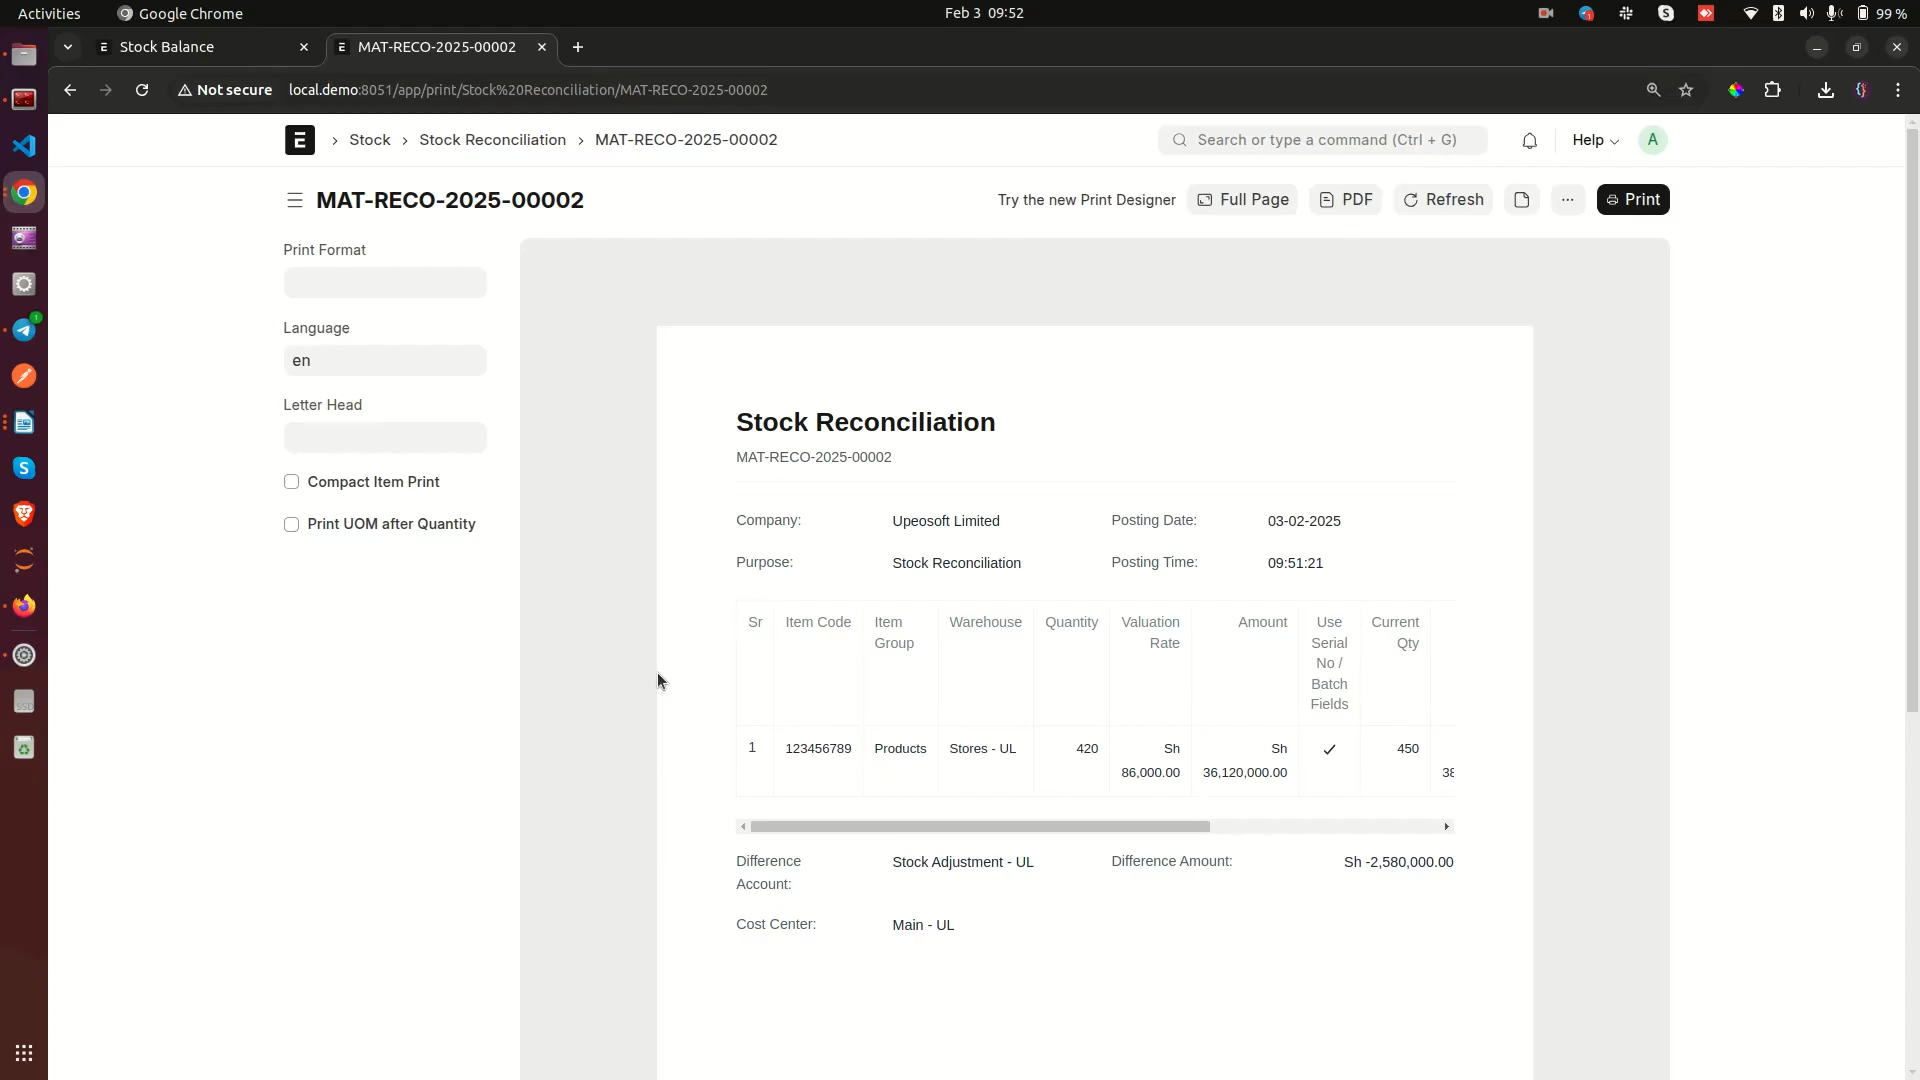 Activities
Google Chrome
Feb 3 09:52
99 %
Stock Balance
MAT-RECO-2025-00002
Not secure
local.demo:8051/app/print/Stock%20Reconciliation/MAT-RECO-2025-00002
E
Stock
Stock Reconciliation
MAT-RECO-2025-00002
Search or type a command (Ctrl + G)
Help
A
MAT-RECO-2025-00002
Try the new Print Designer
Full Page
PDF
Refresh
...
Print
Print Format
Language
en
Letter Head
Compact Item Print
Print UOM after Quantity
Stock Reconciliation
MAT-RECO-2025-00002
Company:
Upeosoft Limited
Posting Date:
03-02-2025
Purpose:
Stock Reconciliation
Posting Time:
09:51:21
Sr
Item Code
Item
Group
Warehouse
Quantity
Valuation
Rate
Amount
Use
Serial
No /
Batch
Fields
Current
Qty
1
123456789
Products
Stores - UL
420
Sh
86,000.00
Sh
36,120,000.00
450
38
Difference
Account:
Stock Adjustment - UL
Difference Amount:
Sh -2,580,000.00
Cost Center:
Main - UL